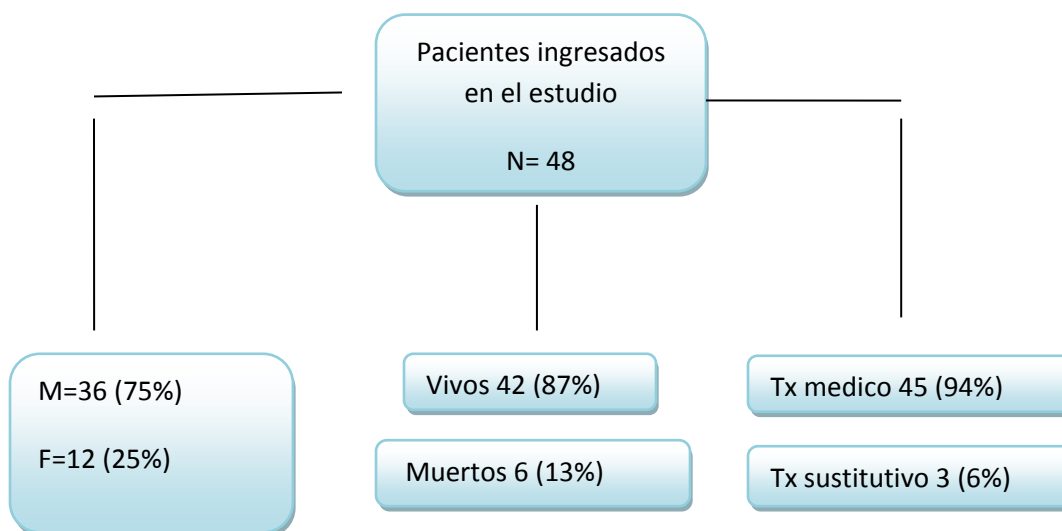 Pacientes ingresados
en el estudio
N= 48
M=36 (75%)
F=12 (25%)
Vivos 42 (87%)
Muertos 6 (13%)
Tx medico 45 (94%)
Tx sustitutivo 3 (6%)